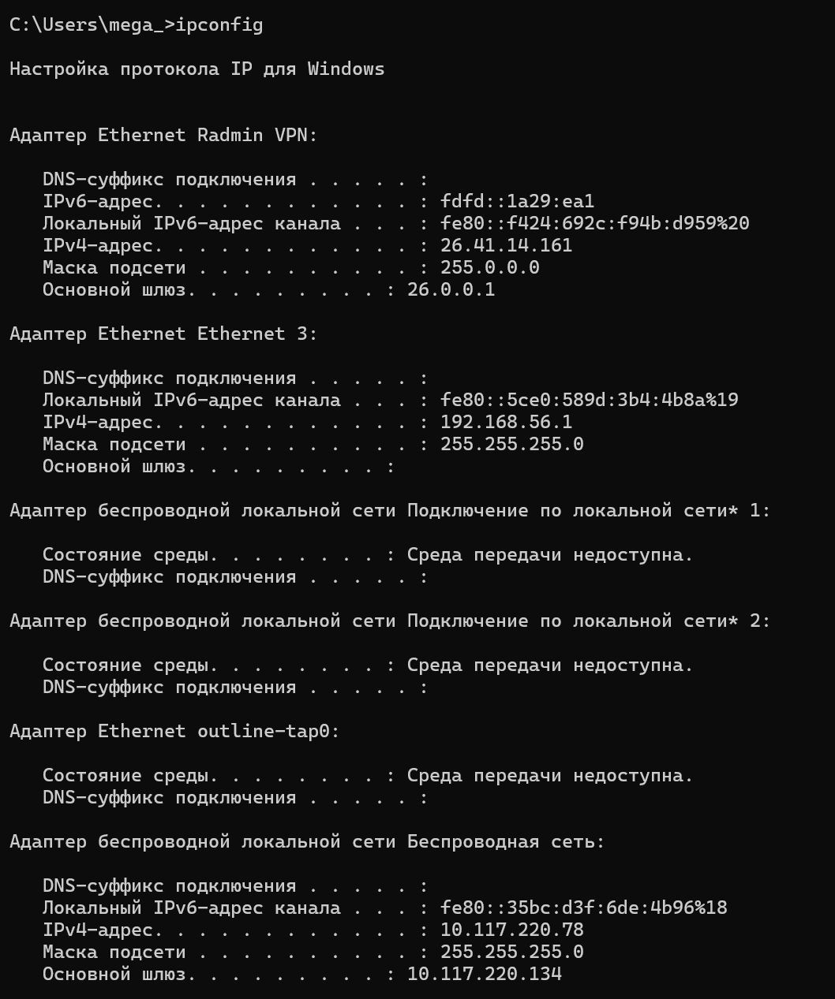 C:\Users\mega_>ipconfig
Настройка протокола IP для Windows
Адаптер Ethernet Radmin VPN:
DNS-суффикс подключения . . . . . :
IPv6-адрес. . . . . . . . . . . . : fdfd::1a29:ea1
Локальный IPv6-адрес канала . . . : fe80::f424:692c:f94b:d959%20
IPv4-адрес. . . . . . . . . . . . : 26.41.14.161
Маска подсети . . . . . . . . . . : 255.0.0.0
Основной шлюз. . . . . . . . . : 26.0.0.1
Адаптер Ethernet Ethernet 3:
DNS-суффикс подключения . . . . . :
Локальный IPv6-адрес канала . . . : fe80::5ce0:589d:3b4:4b8a%19
IPv4-адрес. . . . . . . . . . . . : 192.168.56.1
Маска подсети . . . . . . . . . . : 255.255.255.0
Основной шлюз. . . . . . . . . :
Адаптер беспроводной локальной сети Подключение по локальной сети* 1:
Состояние среды. . . . . . . . : Среда передачи недоступна.
DNS-суффикс подключения . . . . . :
Адаптер беспроводной локальной сети Подключение по локальной сети* 2:
Состояние среды. . . . . . . . : Среда передачи недоступна.
DNS-суффикс подключения . . . . . :
Адаптер Ethernet outline-tap0:
Состояние среды. . . . . . . . : Среда передачи недоступна.
DNS-суффикс подключения . . . . . :
Адаптер беспроводной локальной сети Беспроводная сеть:
DNS-суффикс подключения . . . . . :
Локальный IPv6-адрес канала . . . : fe80::35bc:d3f:6de:4b96%18
IPv4-адрес. . . . . . . . . . . . : 10.117.220.78
Маска подсети . . . . . . . . . . : 255.255.255.0
Основной шлюз. . . . . . . . . : 10.117.220.134